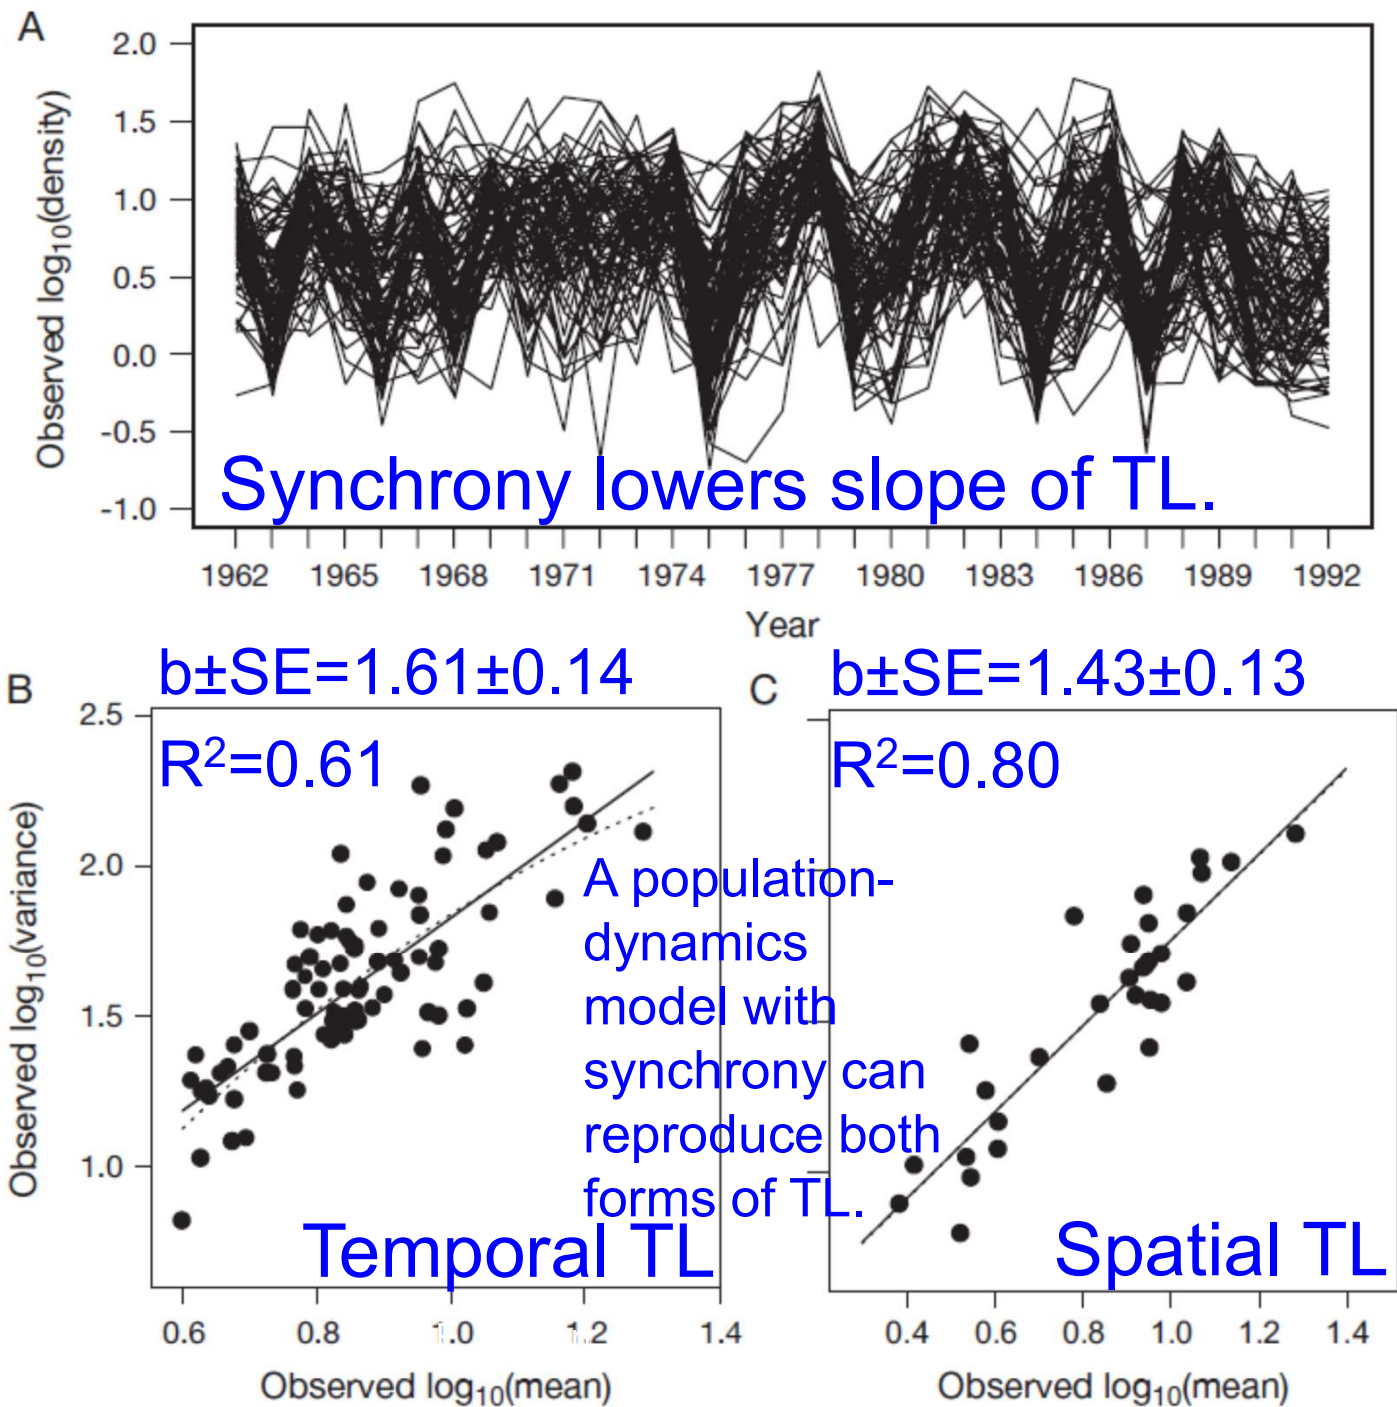 A
Observed log10(density)
2.0
1.5
1.0
0.5
0.0
-0.5
-1.0
Synchrony lowers slope of TL.
1962 1965 1968 1971 1974 1977 1980 1983 1986 1989 1992
Year
B
b±SE=1.61±0.14
R2=0.61
Observed log10(variance)
2.5
2.0
1.5
1.0
Temporal TL
0.6 0.8 1.0 1.2 1.4
Observed log10(mean)
A population-
dynamics
model with
synchrony can
reproduce both
forms of TL.
C
b±SE=1.43±0.13
R2=0.80
Spatial TL
0.4 0.6 0.8 1.0 1.2 1.4
Observed log10(mean)